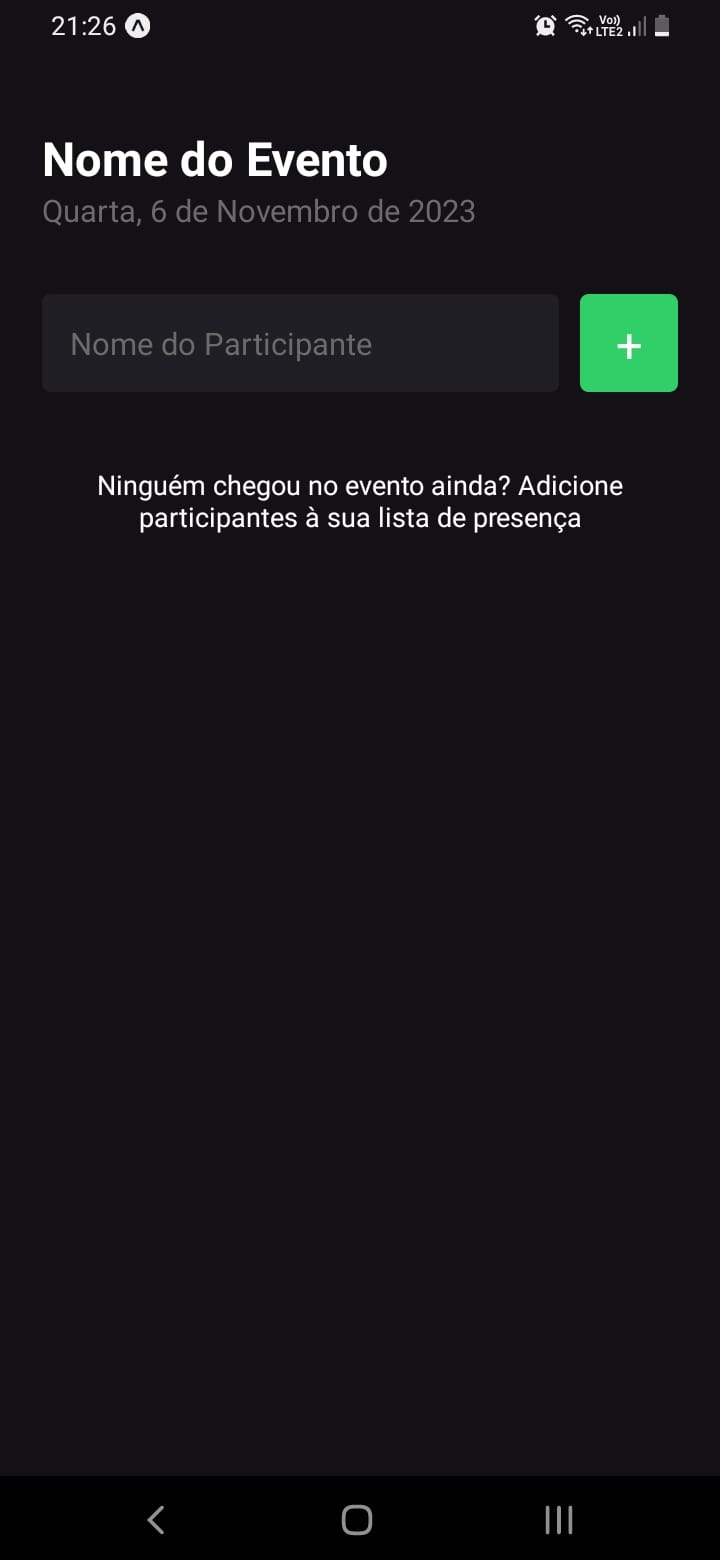 21:26
Vo))
LTE2
Nome do Evento
Quarta, 6 de Novembro de 2023
Nome do Participante
+
Ninguém chegou no evento ainda? Adicione
participantes à sua lista de presença